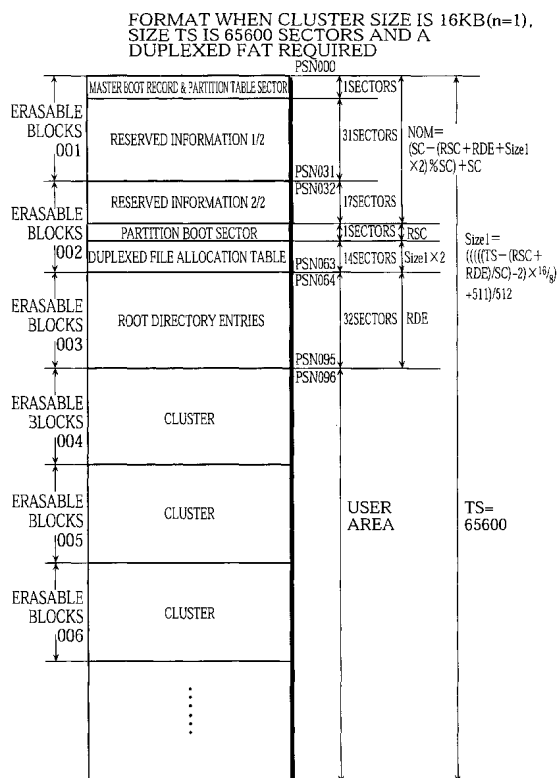 FORMAT WHEN CLUSTER SIZE IS 16KB(n=1),
SIZE TS IS 65600 SECTORS AND A
DUPLEXED FAT REQUIRED
PSN000
MASTER BOOT RECORD & PARTITION TABLE SECTOR
1SECTORS
ERASABLE
BLOCKS
001
RESERVED INFORMATION 1/2
31SECTORS
NOM=
(SC-(RSC+RDE+Size1
×2)%SC)+SC
PSN031
PSN032
ERASABLE
BLOCKS
002
RESERVED INFORMATION 2/2
17SECTORS
PARTITION BOOT SECTOR
1SECTORS
RSC
DUPLEXED FILE ALLOCATION TABLE
PSN063
14SECTORS
Size1×2
Size1=
(((((TS-(RSC+
RDE)/SC)-2)×16/8)
+511)/512
PSN064
ERASABLE
BLOCKS
003
ROOT DIRECTORY ENTRIES
32SECTORS
RDE
PSN095
PSN096
ERASABLE
BLOCKS
004
CLUSTER
ERASABLE
BLOCKS
005
CLUSTER
USER
AREA
TS=
65600
ERASABLE
BLOCKS
006
CLUSTER